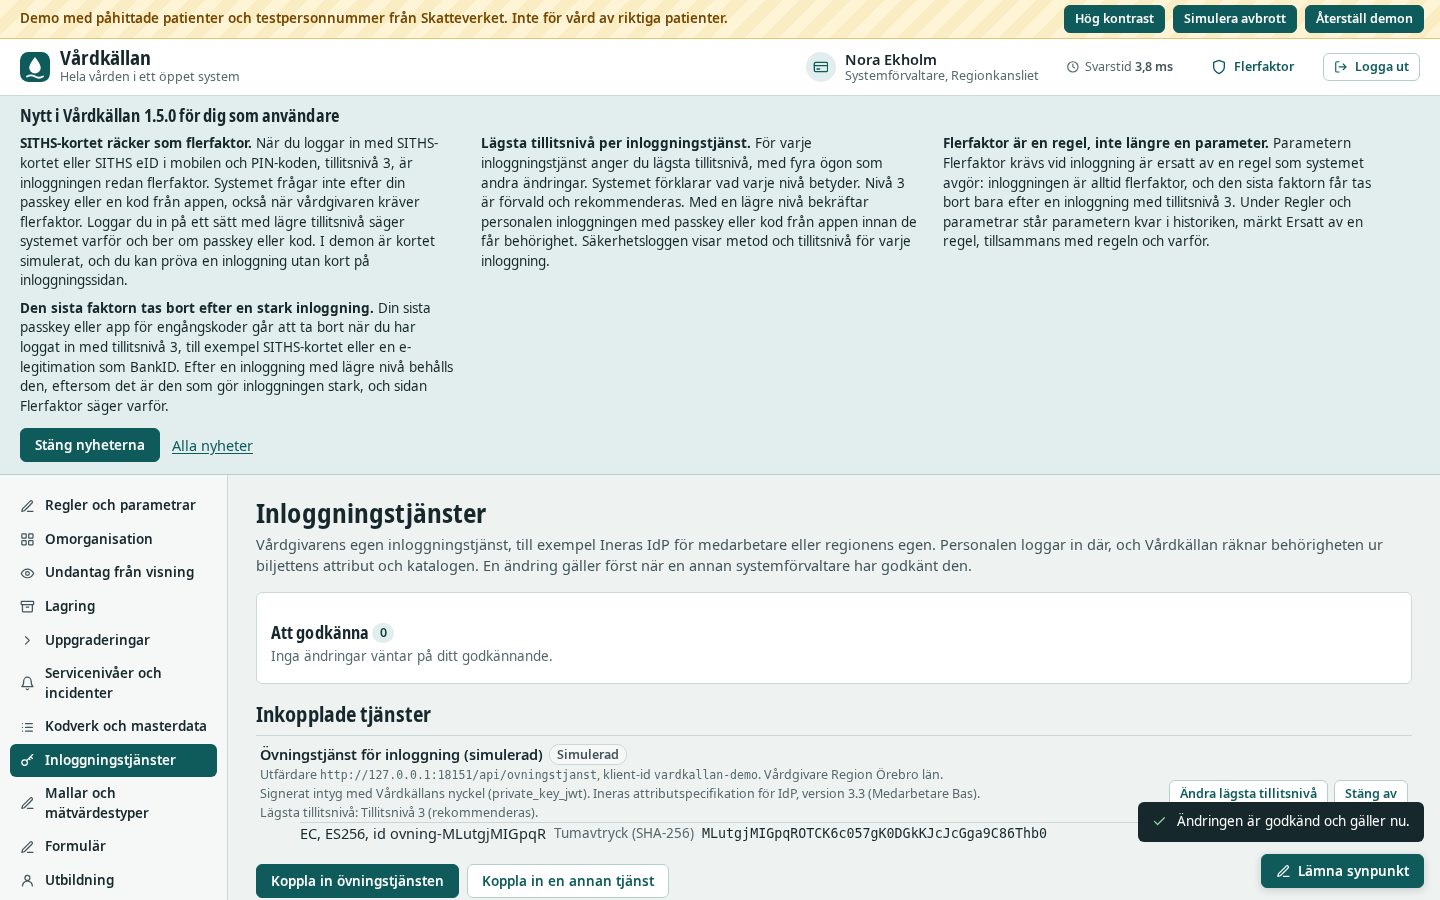 Demo med påhittade patienter och testpersonnummer från Skatteverket. Inte för vård av riktiga patienter.
Hög kontrast
Simulera avbrott
Återställ demon
Vårdkällan
Hela vården i ett öppet system
Nora Ekholm
Systemförvaltare, Regionkansliet
Svarstid 3,8 ms
Flerfaktor
Logga ut
Nytt i Vårdkällan 1.5.0 för dig som användare
SITHS-kortet räcker som flerfaktor. När du loggar in med SITHS-
kortet eller SITHS eID i mobilen och PIN-koden, tillitsnivå 3, är
inloggningen redan flerfaktor. Systemet frågar inte efter din
passkey eller en kod från appen, också när vårdgivaren kräver
flerfaktor. Loggar du in på ett sätt med lägre tillitsnivå säger
systemet varför och ber om passkey eller kod. I demon är kortet
simulerat, och du kan pröva en inloggning utan kort på
inloggningssidan.
Lägsta tillitsnivå per inloggningstjänst. För varje
inloggningstjänst anger du lägsta tillitsnivå, med fyra ögon som
andra ändringar. Systemet förklarar vad varje nivå betyder. Nivå 3
är förvald och rekommenderas. Med en lägre nivå bekräftar
personalen inloggningen med passkey eller kod från appen innan de
får behörighet. Säkerhetsloggen visar metod och tillitsnivå för varje
inloggning.
Flerfaktor är en regel, inte längre en parameter. Parametern
Flerfaktor krävs vid inloggning är ersatt av en regel som systemet
avgör: inloggningen är alltid flerfaktor, och den sista faktorn får tas
bort bara efter en inloggning med tillitsnivå 3. Under Regler och
parametrar står parametern kvar i historiken, märkt Ersatt av en
regel, tillsammans med regeln och varför.
Den sista faktorn tas bort efter en stark inloggning. Din sista
passkey eller app för engångskoder går att ta bort när du har
loggat in med tillitsnivå 3, till exempel SITHS-kortet eller en e-
legitimation som BankID. Efter en inloggning med lägre nivå behålls
den, eftersom det är den som gör inloggningen stark, och sidan
Flerfaktor säger varför.
Stäng nyheterna
Alla nyheter
Regler och parametrar
Omorganisation
Undantag från visning
Lagring
Uppgraderingar
Servicenivåer och
incidenter
Kodverk och masterdata
Inloggningstjänster
Mallar och
mätvärdestyper
Formulär
Utbildning
Inloggningstjänster
Vårdgivarens egen inloggningstjänst, till exempel Ineras IdP för medarbetare eller regionens egen. Personalen loggar in där, och Vårdkällan räknar behörigheten ur
biljettens attribut och katalogen. En ändring gäller först när en annan systemförvaltare har godkänt den.
Att godkänna 0
Inga ändringar väntar på ditt godkännande.
Inkopplade tjänster
Övningstjänst för inloggning (simulerad) Simulerad
Utfärdare http://127.0.0.1:18151/api/ovningstjanst, klient-id vardkallan-demo. Vårdgivare Region Örebro län.
Signerat intyg med Vårdkällans nyckel (private_key_jwt). Ineras attributspecifikation för IdP, version 3.3 (Medarbetare Bas).
Lägsta tillitsnivå: Tillitsnivå 3 (rekommenderas).
Ändra lägsta tillitsnivå
Stäng av
EC, ES256, id ovning-MLutgjMIGpqR Tumavtryck (SHA-256) MLutgjMIGpqROTCK6c057gK0DGkKJcJcGga9C86Thb0
Ändringen är godkänd och gäller nu.
Koppla in övningstjänsten
Koppla in en annan tjänst
Lämna synpunkt